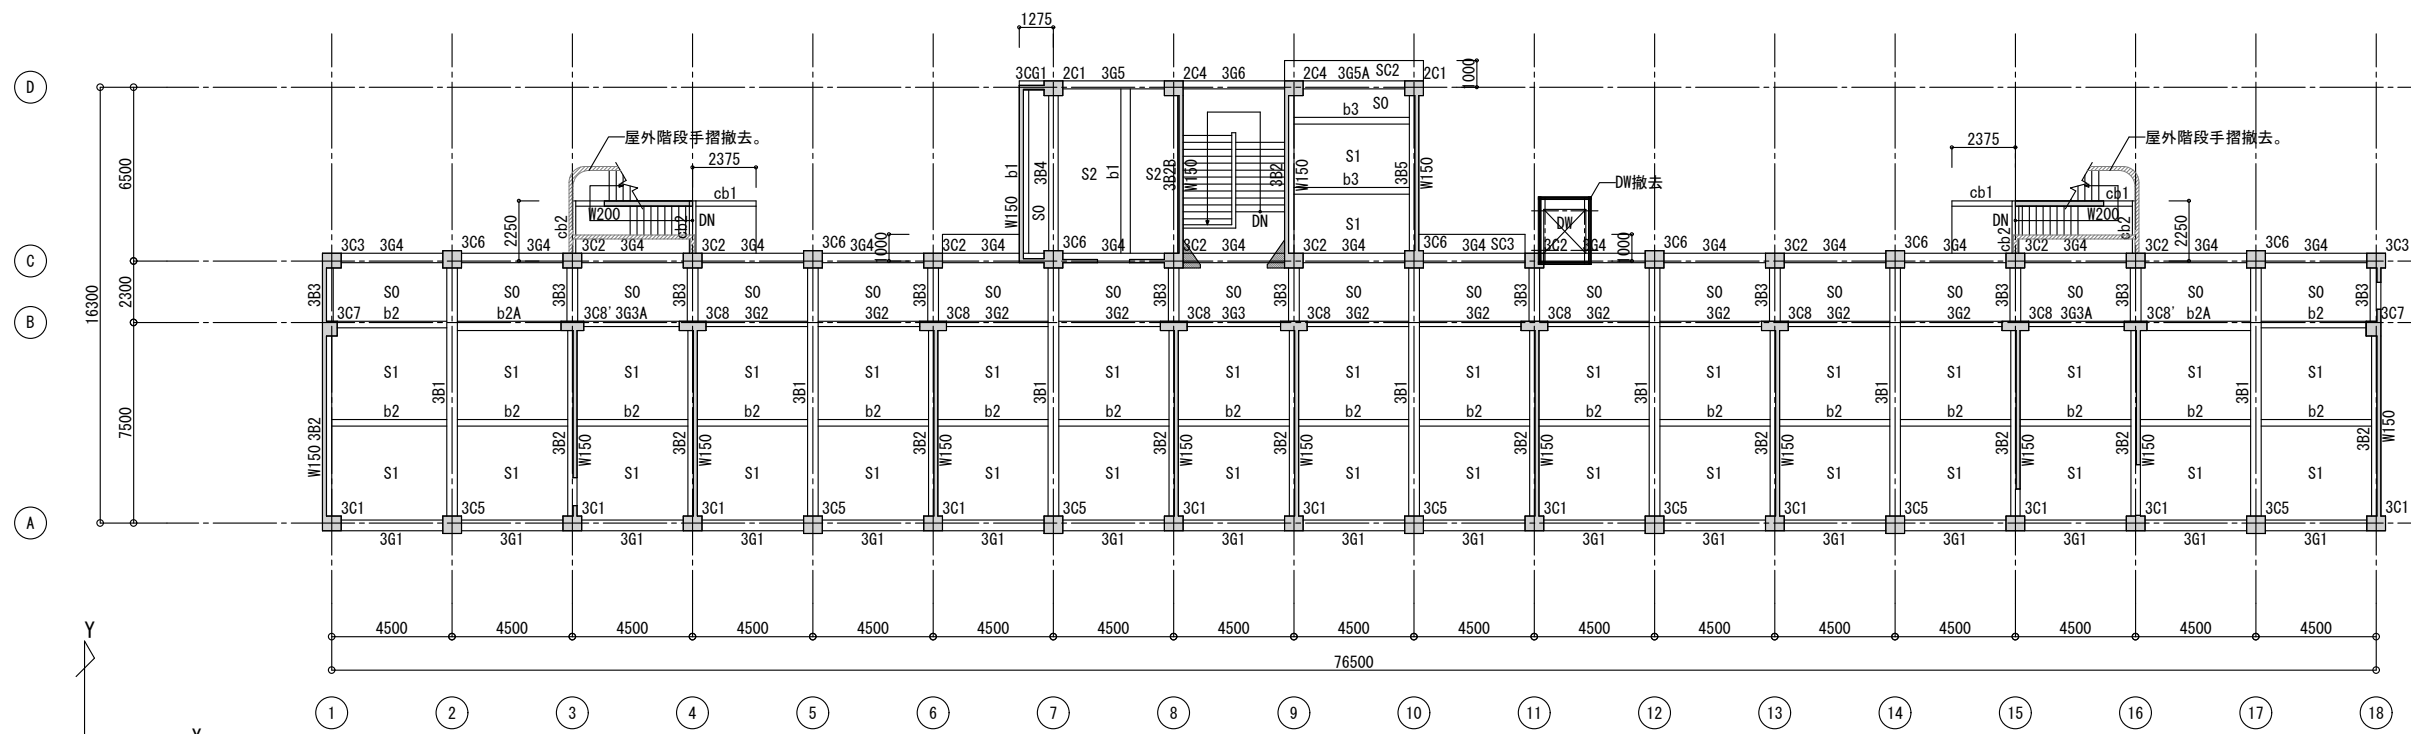 1275
3CG1 2C1 3G5 2C4 3G6 2C4 3G5A SC2 2C1 1000
D
b3 S0
屋外階段手摺撤去。 屋外階段手摺撤去。
2375 2375
6500 b1 3B4 S2 b1 S2 3B2B W150 3B2 W150 S1 3B5 W150
b3
DW撤去
cb1 cb1 cb1
W150 S0
2250 cb2 W200 cb2 DN DN S1 DW DN cb2 W200 cb2 2250
1000 1000
3C3 3G4 3C6 3G4 3C2 3G4 3C2 3G4 3C6 3G4 3C2 3G4 3C6 3G4 3C2 3G4 3C2 3G4 3C6 3G4 SC3 3C2 3G4 3C6 3G4 3C2 3G4 3C6 3G4 3C2 3G4 3C2 3G4 3C6 3G4 3C3
C
16300 2300
3B3 S0 S0 3B3 S0 3B3 S0 S0 3B3 S0 S0 3B3 S0 3B3 S0 S0 3B3 S0 S0 3B3 S0 S0 3B3 S0 3B3 S0 S0 3B3
3C7 b2 b2A 3C8' 3G3A 3C8 3G2 3G2 3C8 3G2 3G2 3C8 3G3 3C8 3G2 3G2 3C8 3G2 3G2 3C8 3G2 3G2 3C8 3G3A 3C8' b2A b2 3C7
B
S1 S1 S1 S1 S1 S1 S1 S1 S1 S1 S1 S1 S1 S1 S1 S1 S1
3B1 3B1 3B1 3B1 3B1 3B1 3B1
7500
b2 b2 b2 b2 b2 b2 b2 b2 b2 b2 b2 b2 b2 b2 b2 b2 b2
W150 3B2 3B2 W150 3B2 W150 3B2 W150 3B2 W150 3B2 W150 3B2 W150 3B2 W150 3B2 W150 3B2 W150 3B2 W150
S1 S1 S1 S1 S1 S1 S1 S1 S1 S1 S1 S1 S1 S1 S1 S1 S1
3C1 3C5 3C1 3C1 3C5 3C1 3C5 3C1 3C1 3C5 3C1 3C5 3C1 3C5 3C1 3C1 3C5 3C1
A
3G1 3G1 3G1 3G1 3G1 3G1 3G1 3G1 3G1 3G1 3G1 3G1 3G1 3G1 3G1 3G1 3G1
4500 4500 4500 4500 4500 4500 4500 4500 4500 4500 4500 4500 4500 4500 4500 4500 4500
Y
76500
1 2 3 4 5 6 7 8 9 10 11 12 13 14 15 16 17 18